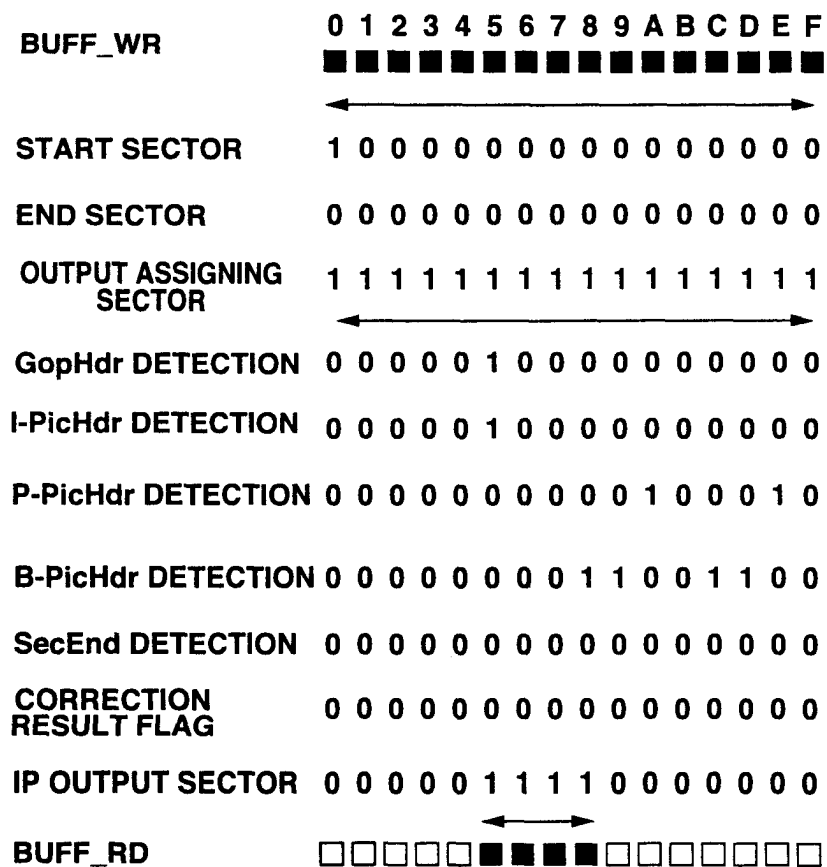 0 1 2 3 4 5 6 7 8 9 A B C D E F
BUFF_WR
START SECTOR 1 0 0 0 0 0 0 0 0 0 0 0 0 0 0 0
END SECTOR 0 0 0 0 0 0 0 0 0 0 0 0 0 0 0 0
OUTPUT ASSIGNING
SECTOR 1 1 1 1 1 1 1 1 1 1 1 1 1 1 1 1
GopHdr DETECTION 0 0 0 0 0 1 0 0 0 0 0 0 0 0 0 0
I-PicHdr DETECTION 0 0 0 0 0 1 0 0 0 0 0 0 0 0 0 0
P-PicHdr DETECTION 0 0 0 0 0 0 0 0 0 0 1 0 0 0 1 0
B-PicHdr DETECTION 0 0 0 0 0 0 0 0 1 1 0 0 1 1 0 0
SecEnd DETECTION 0 0 0 0 0 0 0 0 0 0 0 0 0 0 0 0
CORRECTION
RESULT FLAG 0 0 0 0 0 0 0 0 0 0 0 0 0 0 0 0
IP OUTPUT SECTOR 0 0 0 0 0 1 1 1 1 0 0 0 0 0 0 0
BUFF_RD